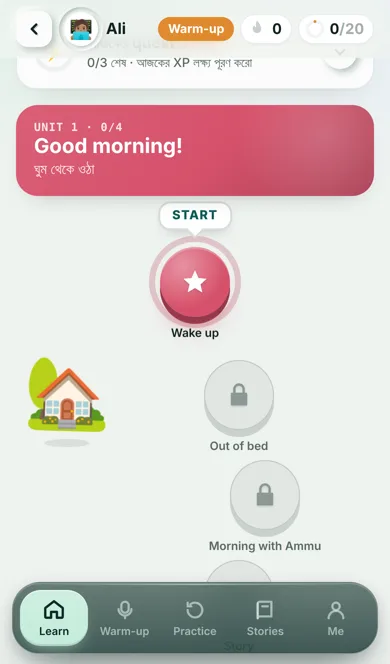 Ali
Warm-up
0
0/20
0/3 শেষ · আজকের XP লক্ষ্য পূরণ করো
UNIT 1 · 0/4
Good morning!
ঘুম থেকে ওঠা
START
Wake up
Out of bed
Morning with Ammu
Story
Learn
Warm-up
Practice
Stories
Me